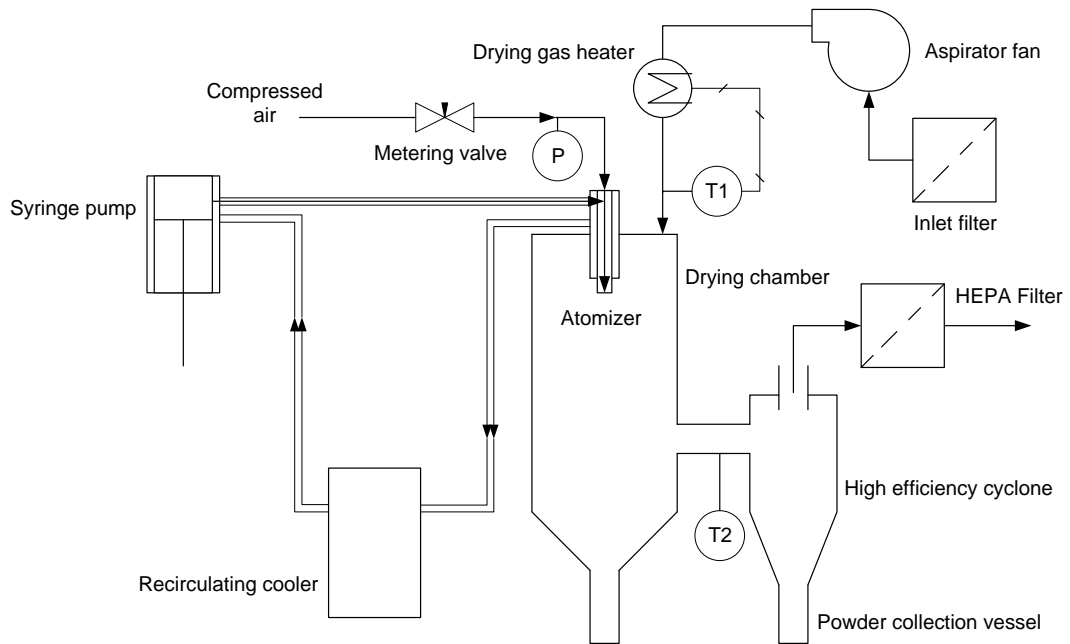 Drying gas heater
Aspirator fan
Compressed
air
Metering valve
P
Syringe pump
T1
Inlet filter
Drying chamber
HEPA Filter
Atomizer
High efficiency cyclone
T2
Recirculating cooler
Powder collection vessel